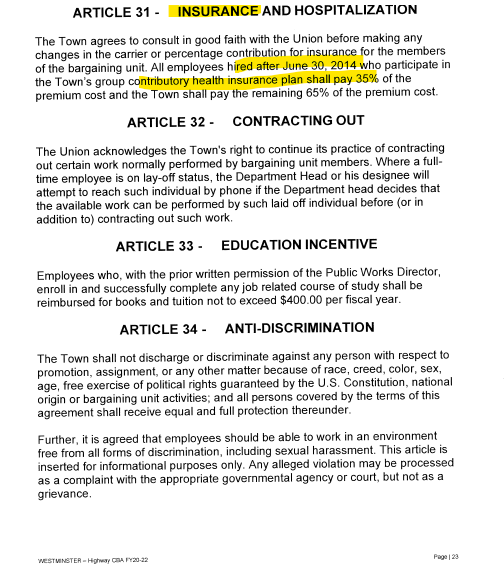 ARTICLE 31 - INSURANCE AND HOSPITALIZATION
The Town agrees to consult in good faith with the Union before making any
changes in the carrier or percentage contribution for insurance for the members
of the bargaining unit. All employees hired after June 30, 2014 who participate in
the Town's group contributory health insurance plan shall pay 35% of the
premium cost and the Town shall pay the remaining 65% of the premium cost.
ARTICLE 32 - CONTRACTING OUT
The Union acknowledges the Town's right to continue its practice of contracting
out certain work normally performed by bargaining unit members. Where a full-
time employee is on lay-off status, the Department Head or his designee will
attempt to reach such individual by phone if the Department head decides that
the available work can be performed by such laid off individual before (or in
addition to) contracting out such work.
ARTICLE 33 - EDUCATION INCENTIVE
Employees who, with the prior written permission of the Public Works Director,
enroll in and successfully complete any job related course of study shall be
reimbursed for books and tuition not to exceed $400.00 per fiscal year.
ARTICLE 34 - ANTI-DISCRIMINATION
The Town shall not discharge or discriminate against any person with respect to
promotion, assignment, or any other matter because of race, creed, color, sex,
age, free exercise of political rights guaranteed by the U.S. Constitution, national
origin or bargaining unit activities; and all persons covered by the terms of this
agreement shall receive equal and full protection thereunder.
Further, it is agreed that employees should be able to work in an environment
free from all forms of discrimination, including sexual harassment. This article is
inserted for informational purposes only. Any alleged violation may be processed
as a complaint with the appropriate governmental agency or court, but not as a
grievance.
WESTMINSTER – Highway CBA FY20-22 Page | 23